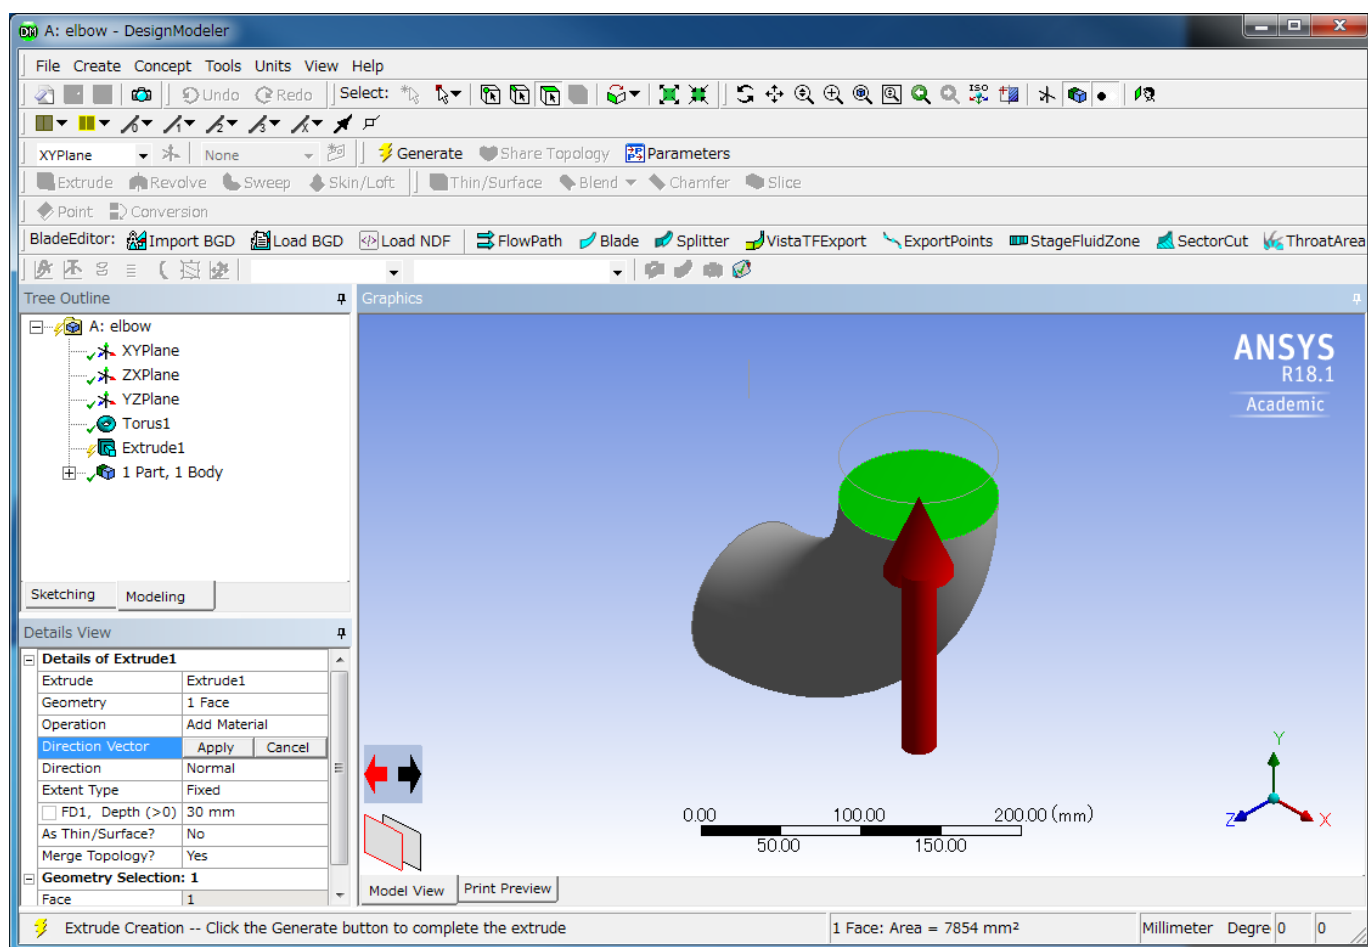 A: elbow - DesignModeler
File Create Concept Tools Units View Help
Undo Redo Select: ISO
XYPlane None Generate Share Topology Parameters
Extrude Revolve Sweep Skin/Loft Thin/Surface Blend Chamfer Slice
Point Conversion
BladeEditor: Import BGD Load BGD Load NDF FlowPath Blade Splitter VistaTFExport ExportPoints StageFluidZone SectorCut ThroatArea
Tree Outline
A: elbow
XYPlane
ZXPlane
YZPlane
Torus1
Extrude1
1 Part, 1 Body
Sketching Modeling
Details View
Details of Extrude1
Extrude Extrude1
Geometry 1 Face
Operation Add Material
Direction Vector Apply Cancel
Direction Normal
Extent Type Fixed
FD1, Depth (>0) 30 mm
As Thin/Surface? No
Merge Topology? Yes
Geometry Selection: 1
Face 1
Graphics
ANSYS
R18.1
Academic
0.00 100.00 200.00 (mm)
50.00 150.00
Y
Z X
Model View Print Preview
Extrude Creation -- Click the Generate button to complete the extrude 1 Face: Area = 7854 mm² Millimeter Degre 0 0